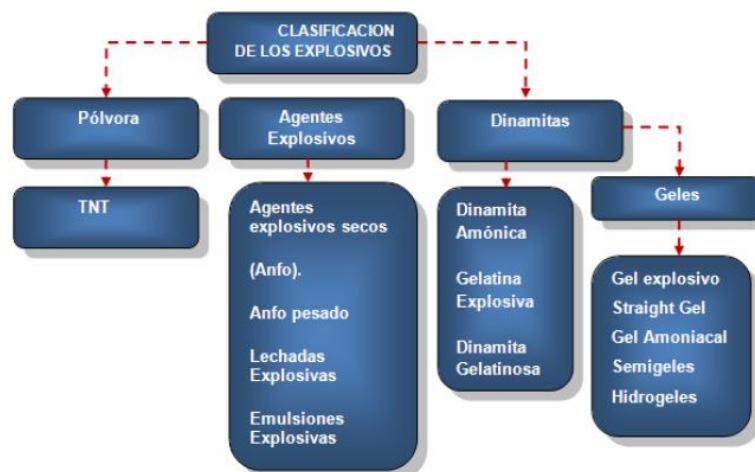 CLASIFICACION
DE LOS EXPLOSIVOS
Pólvora
TNT
Agentes
Explosivos
Agentes
explosivos secos
(Anfo).
Anfo pesado
Lechadas
Explosivas
Emulsiones
Explosivas
Dinamitas
Dinamita
Amónica
Gelatina
Explosiva
Dinamita
Gelatinosa
Geles
Gel explosivo
Straight Gel
Gel Amoniacal
Semigeles
Hidrogeles